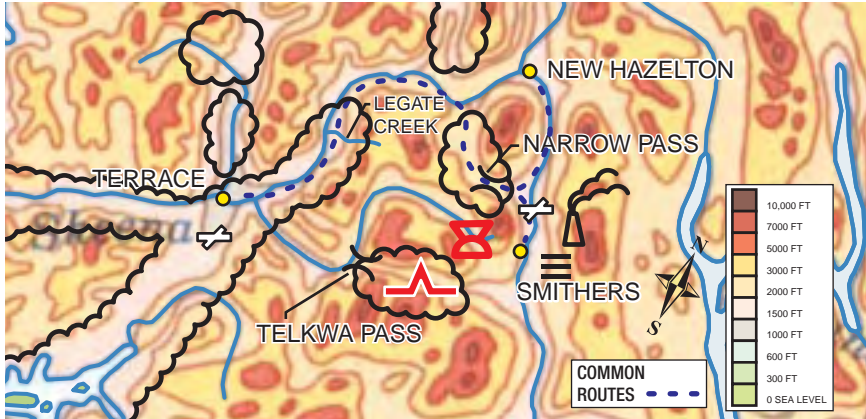 NEW HAZELTON
LEGATE
CREEK
NARROW PASS
TERRACE
Skeena
SMITHERS
TELKWA PASS
N
S
10,000 FT
7000 FT
5000 FT
3000 FT
2000 FT
1500 FT
1000 FT
600 FT
300 FT
0 SEA LEVEL
COMMON
ROUTES